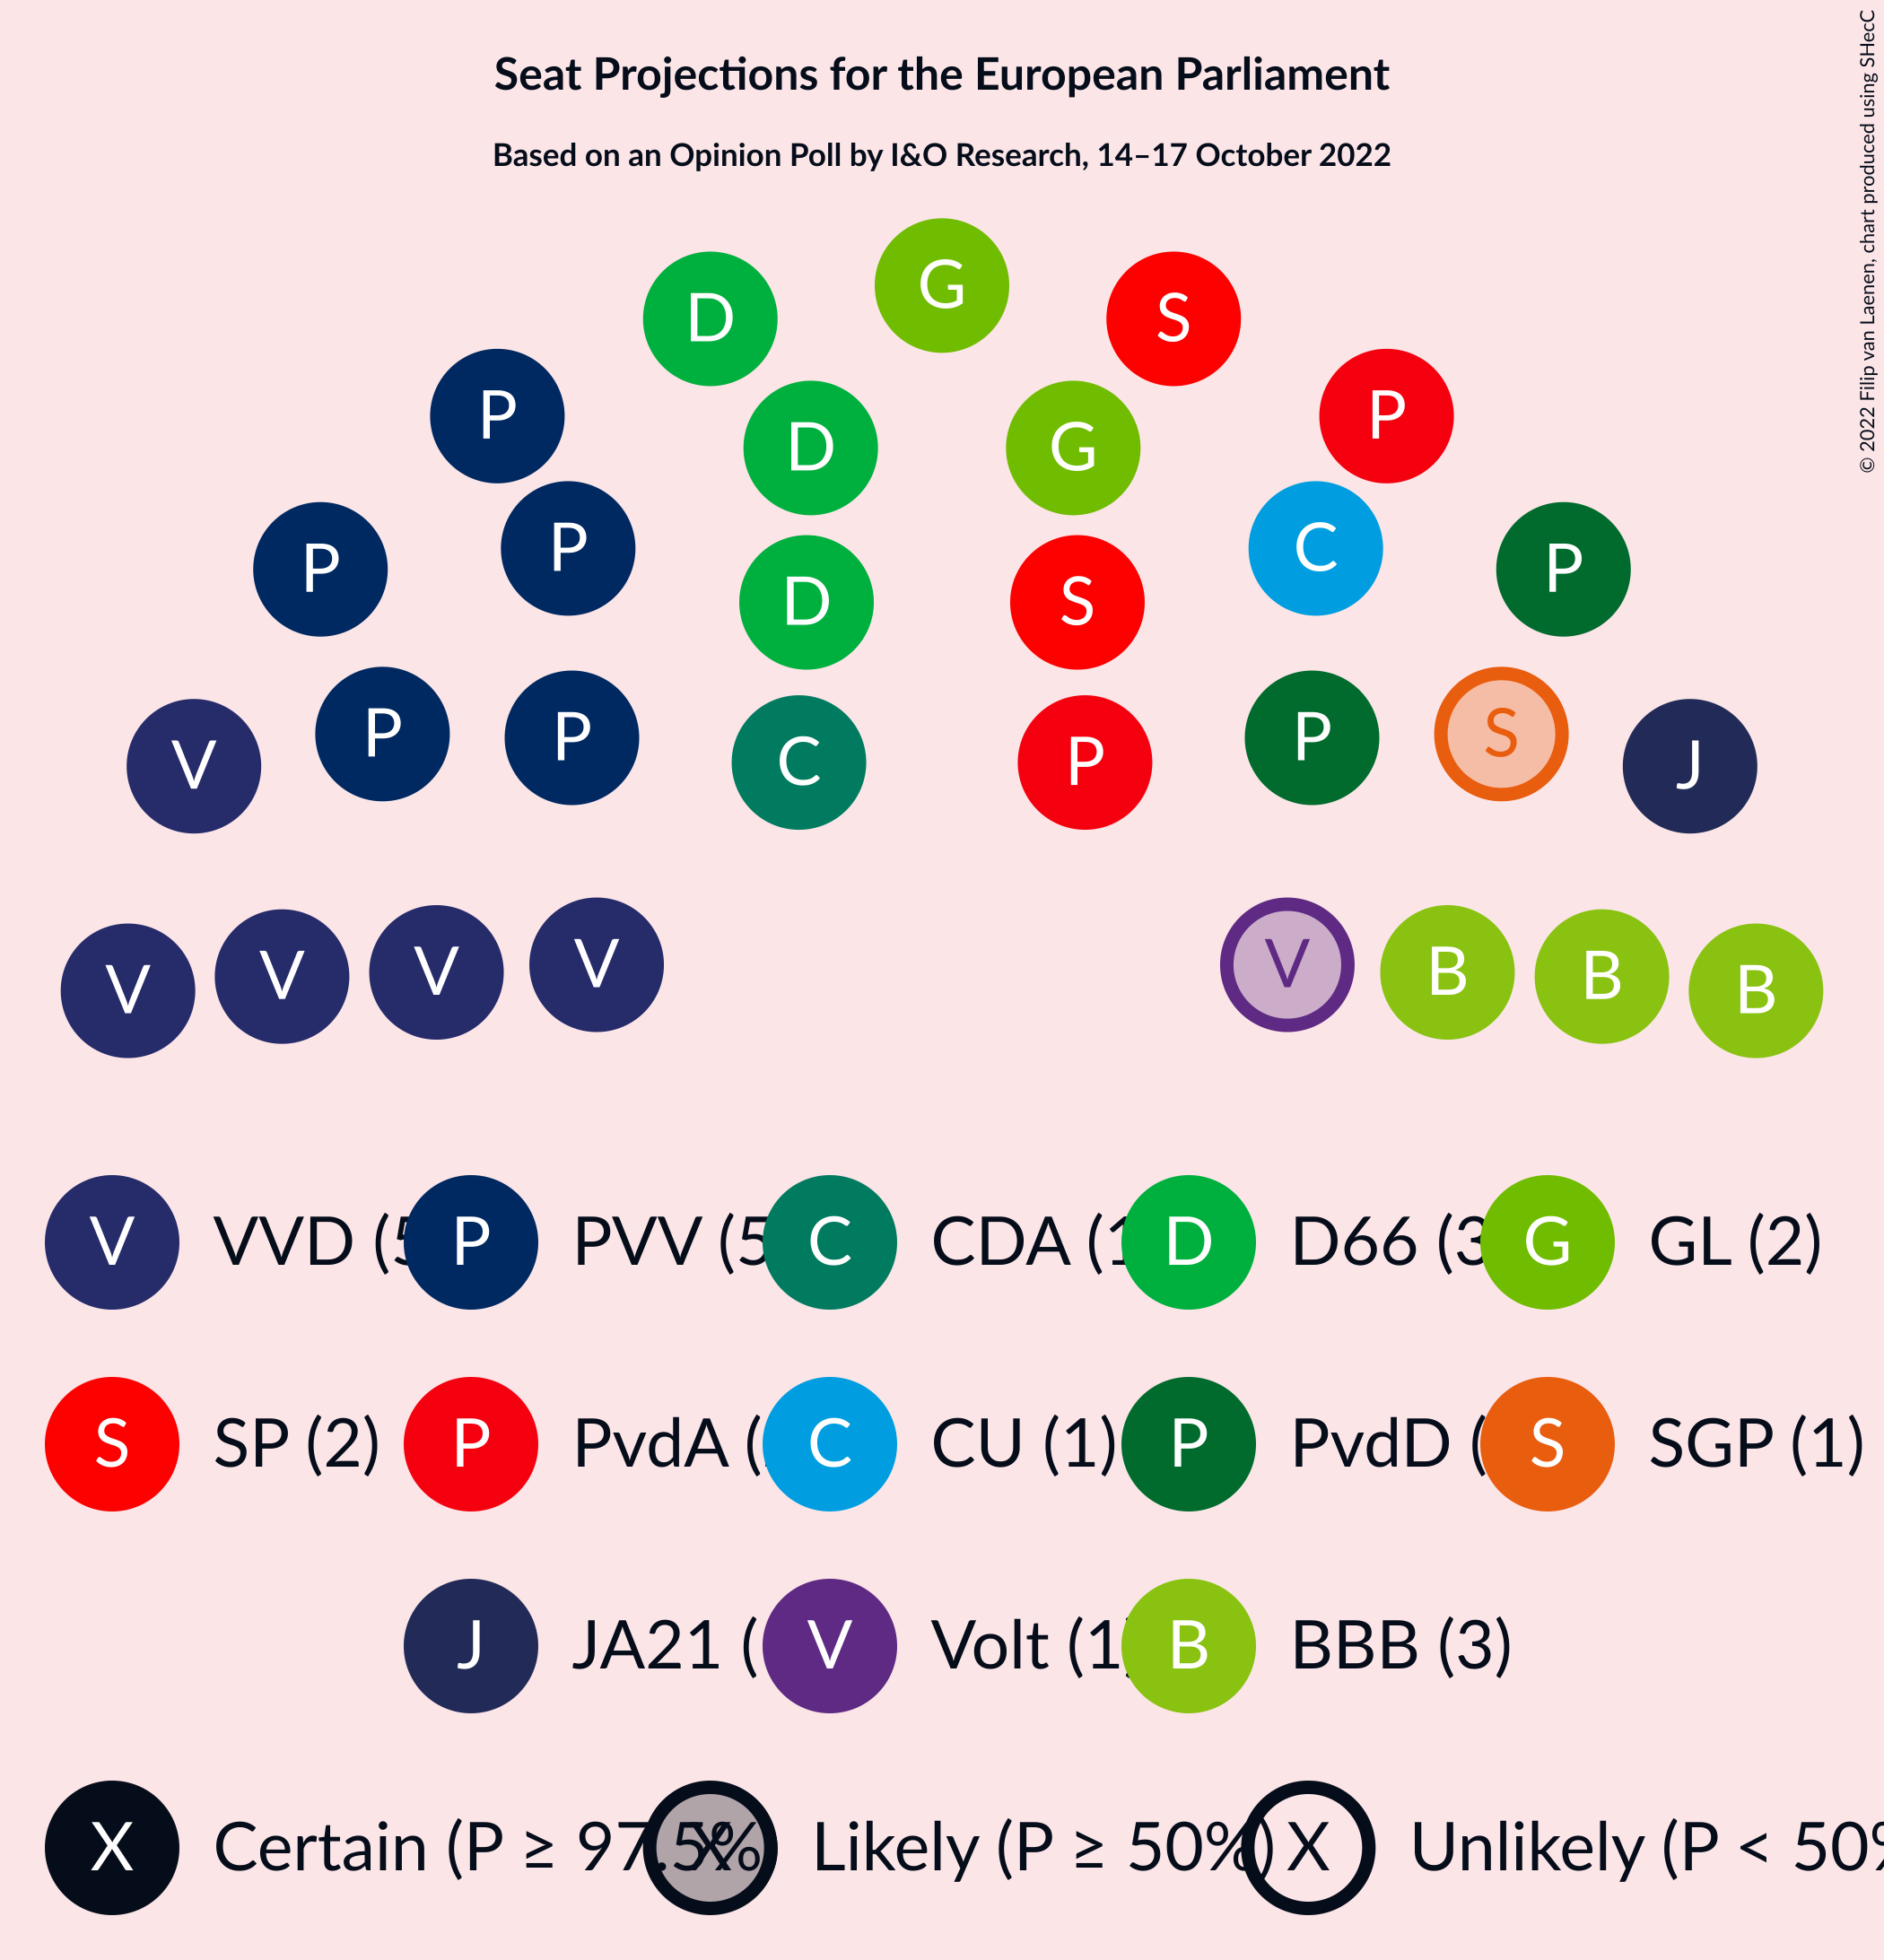 Seat Projections for the European Parliament
Based on an Opinion Poll by I&O Research, 14–17 October 2022
© 2022 Filip van Laenen, chart produced using SHecC
G
D S
P P
D G
P P C P
D S
V P P C P P S J
V V V V V B B B
V VVD (5 P PVV (5 C CDA (1 D D66 (3 G GL (2)
S SP (2) P PvdA ( C CU (1) P PvdD ( S SGP (1)
J JA21 ( V Volt (1) B BBB (3)
X Certain (P ≥ 97.5% X Likely (P ≥ 50%) X Unlikely (P < 50%